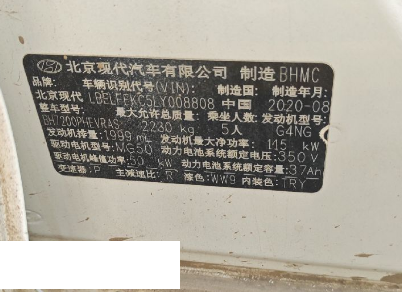 北京现代汽车有限公司 制造 BHMC
品牌: 车辆识别代号(VIN): 制造国: 制造年月:
北京现代 LBELFFKC5LY008808 中国 2020-08
整车型号: 最大允许总质量: 乘坐人数: 发动机型号:
BH7200PHEVRAS 2230 kg 5人 G4NG
发动机排量: 1999 ml 发动机最大净功率: 115 kW
驱动电机型号: MG50 动力电池系统额定电压: 350 V
驱动电机峰值功率: 50 kW 动力电池系统额定容量: 37 Ah
变速器: P 主减速比: R 漆色: WW9 内装色: TRY